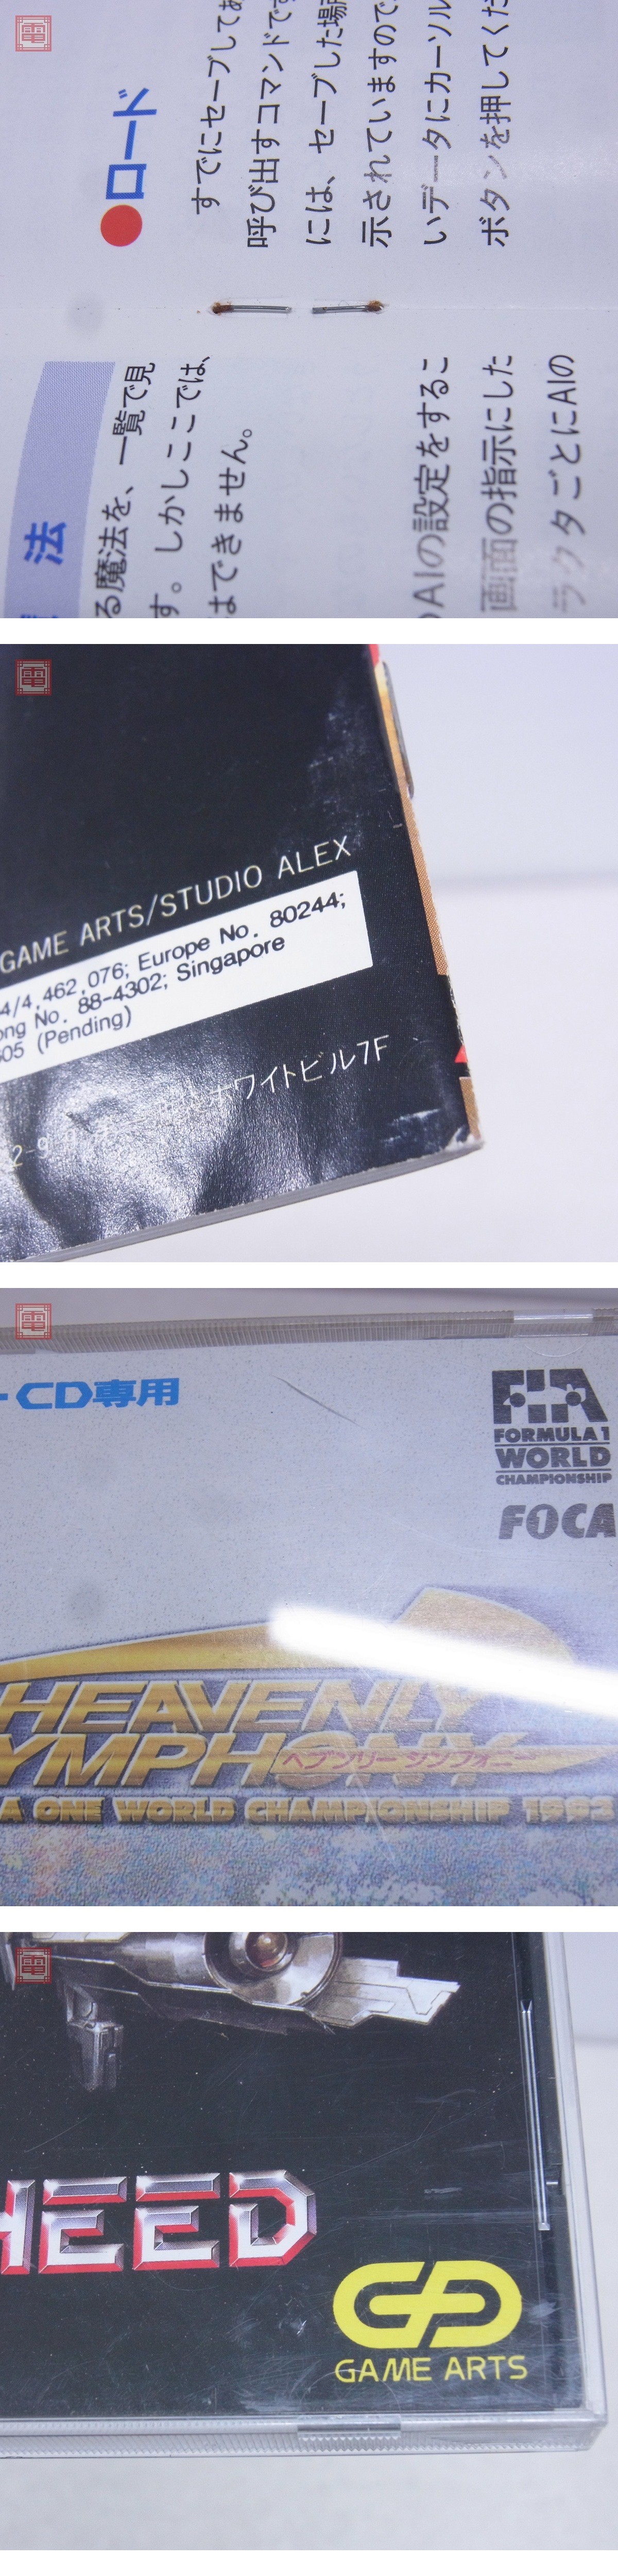 電
●ロード
すでにセーブしてあ
呼び出すコマンドです
には、セーブした場所
示されていますので
いデータにカーソル
ボタンを押してくだ
法
る魔法を、一覧で見
す。しかしここでは、
はできません。
AIの設定をするこ
画面の指示にした
ラクタごとにAIの
電
GAME ARTS/STUDIO ALEX
4/4,462,076; Europe No. 80244;
ong No. 88-4302; Singapore
05 (Pending)
ホワイトビル7F
電
CD専用
FIA
FORMULA 1
WORLD
CHAMPIONSHIP
FOCA
HEAVENLY
YMPHONY
ヘブンリーシンフォニー
A ONE WORLD CHAMPIONSHIP 1993
電
HEED
GAME ARTS